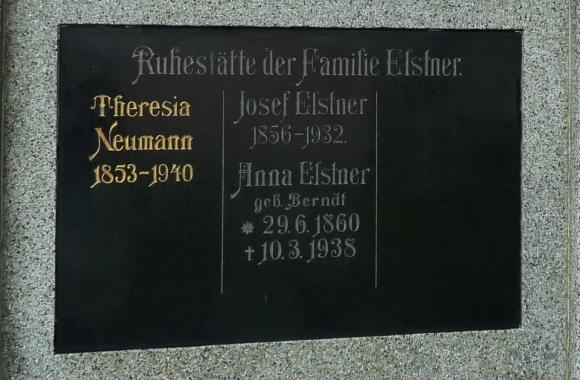 Ruhestätte der Familie Elstner.
Theresia
Neumann
1853-1940
Josef Elstner
1856-1932.
Anna Elstner
geb. Berndt
* 29.6.1860
† 10.3.1938